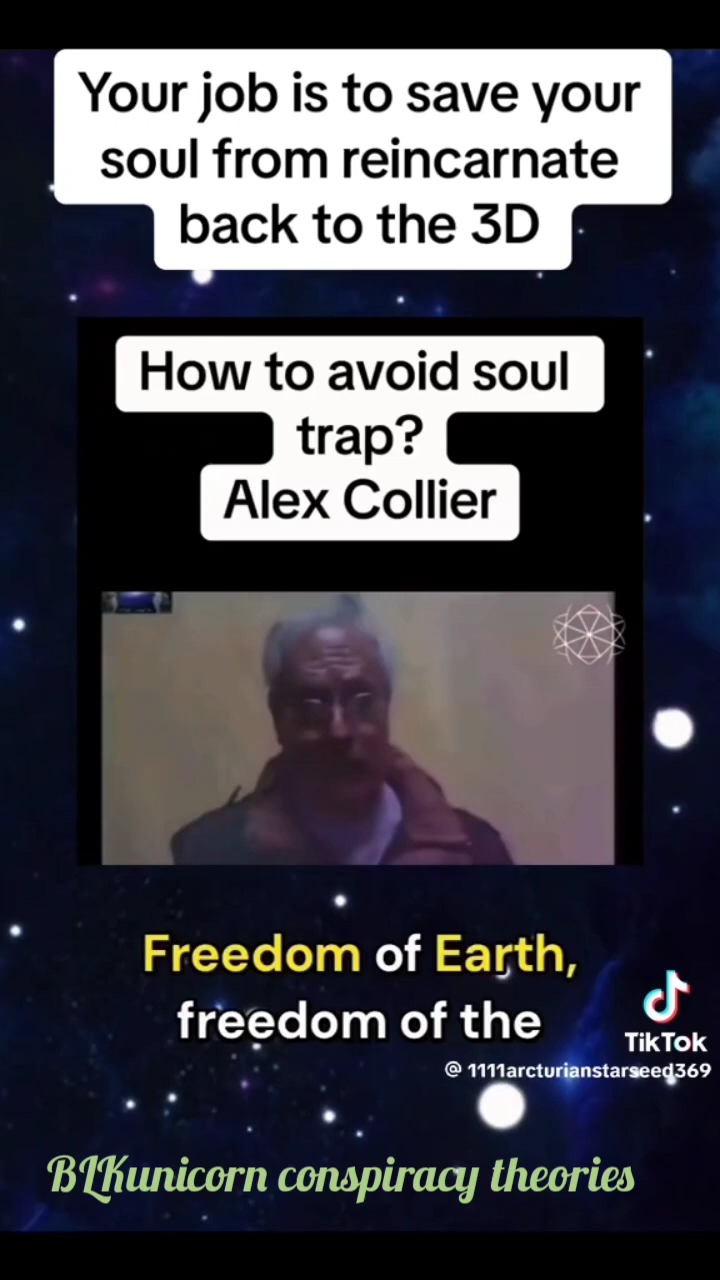 Your job is to save your
soul from reincarnate
back to the 3D
How to avoid soul
trap?
Alex Collier
Freedom of Earth,
freedom of the
TikTok
@ 1111arcturianstarseed369
BLKunicorn conspiracy theories